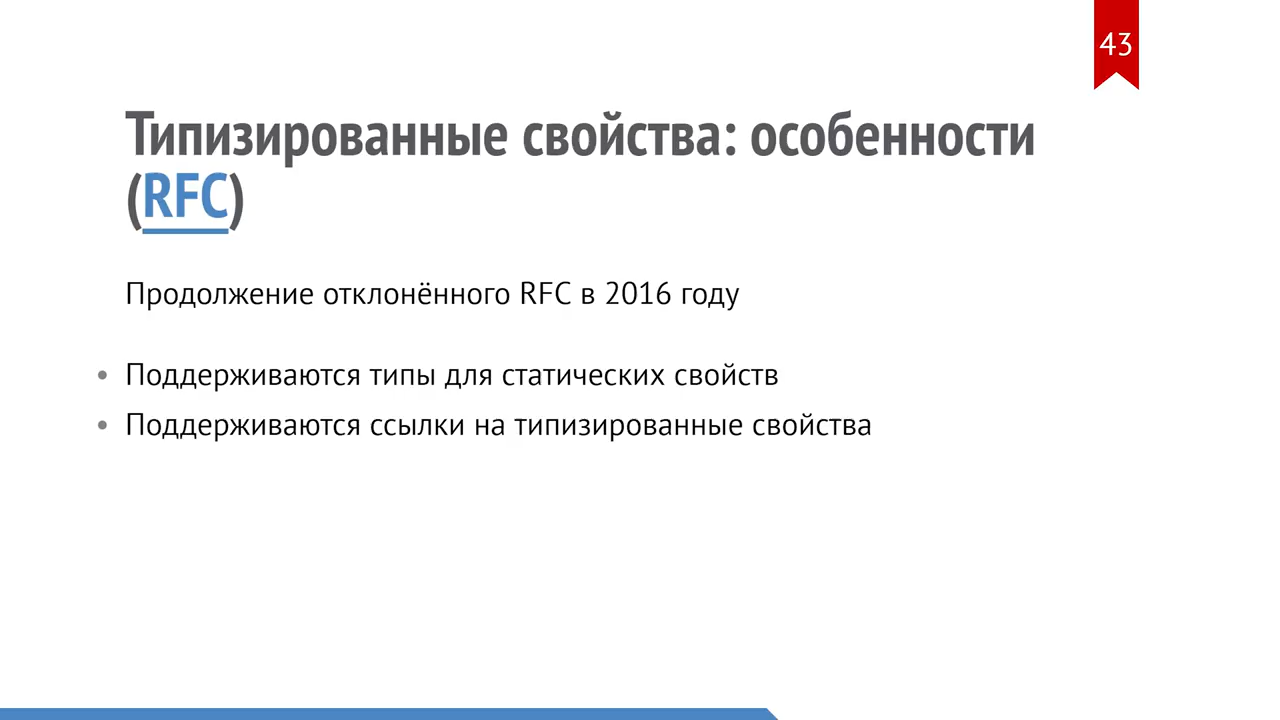 43
Типизированные свойства: особенности
(RFC)
Продолжение отклонённого RFC в 2016 году
• Поддерживаются типы для статических свойств
• Поддерживаются ссылки на типизированные свойства